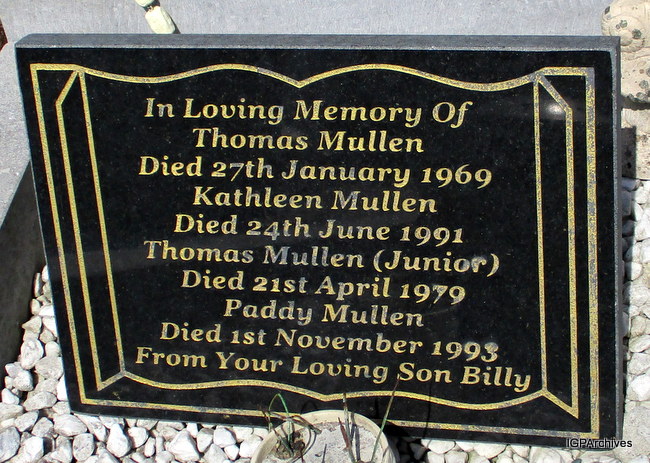 In Loving Memory Of
Thomas Mullen
Died 27th January 1969
Kathleen Mullen
Died 24th June 1991
Thomas Mullen (Junior)
Died 21st April 1979
Paddy Mullen
Died 1st November 1993
From Your Loving Son Billy
IGPArchives